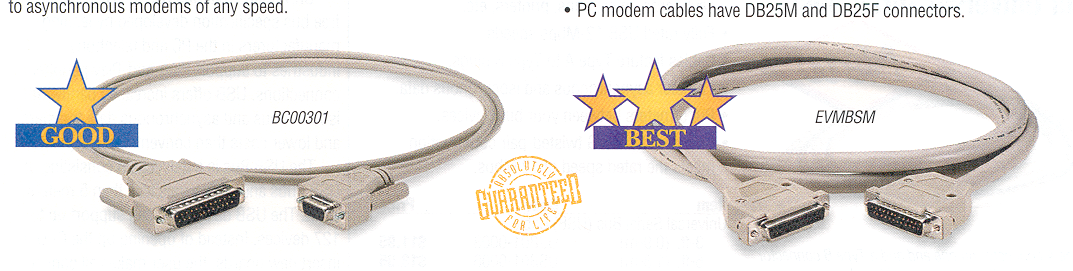 to asynchronous modems of any speed.
• PC modem cables have DB25M and DB25F connectors.
GOOD
BC00301
BEST
EVMBSM
ABSOLUTELY
GUARANTEED
FOR LIFE